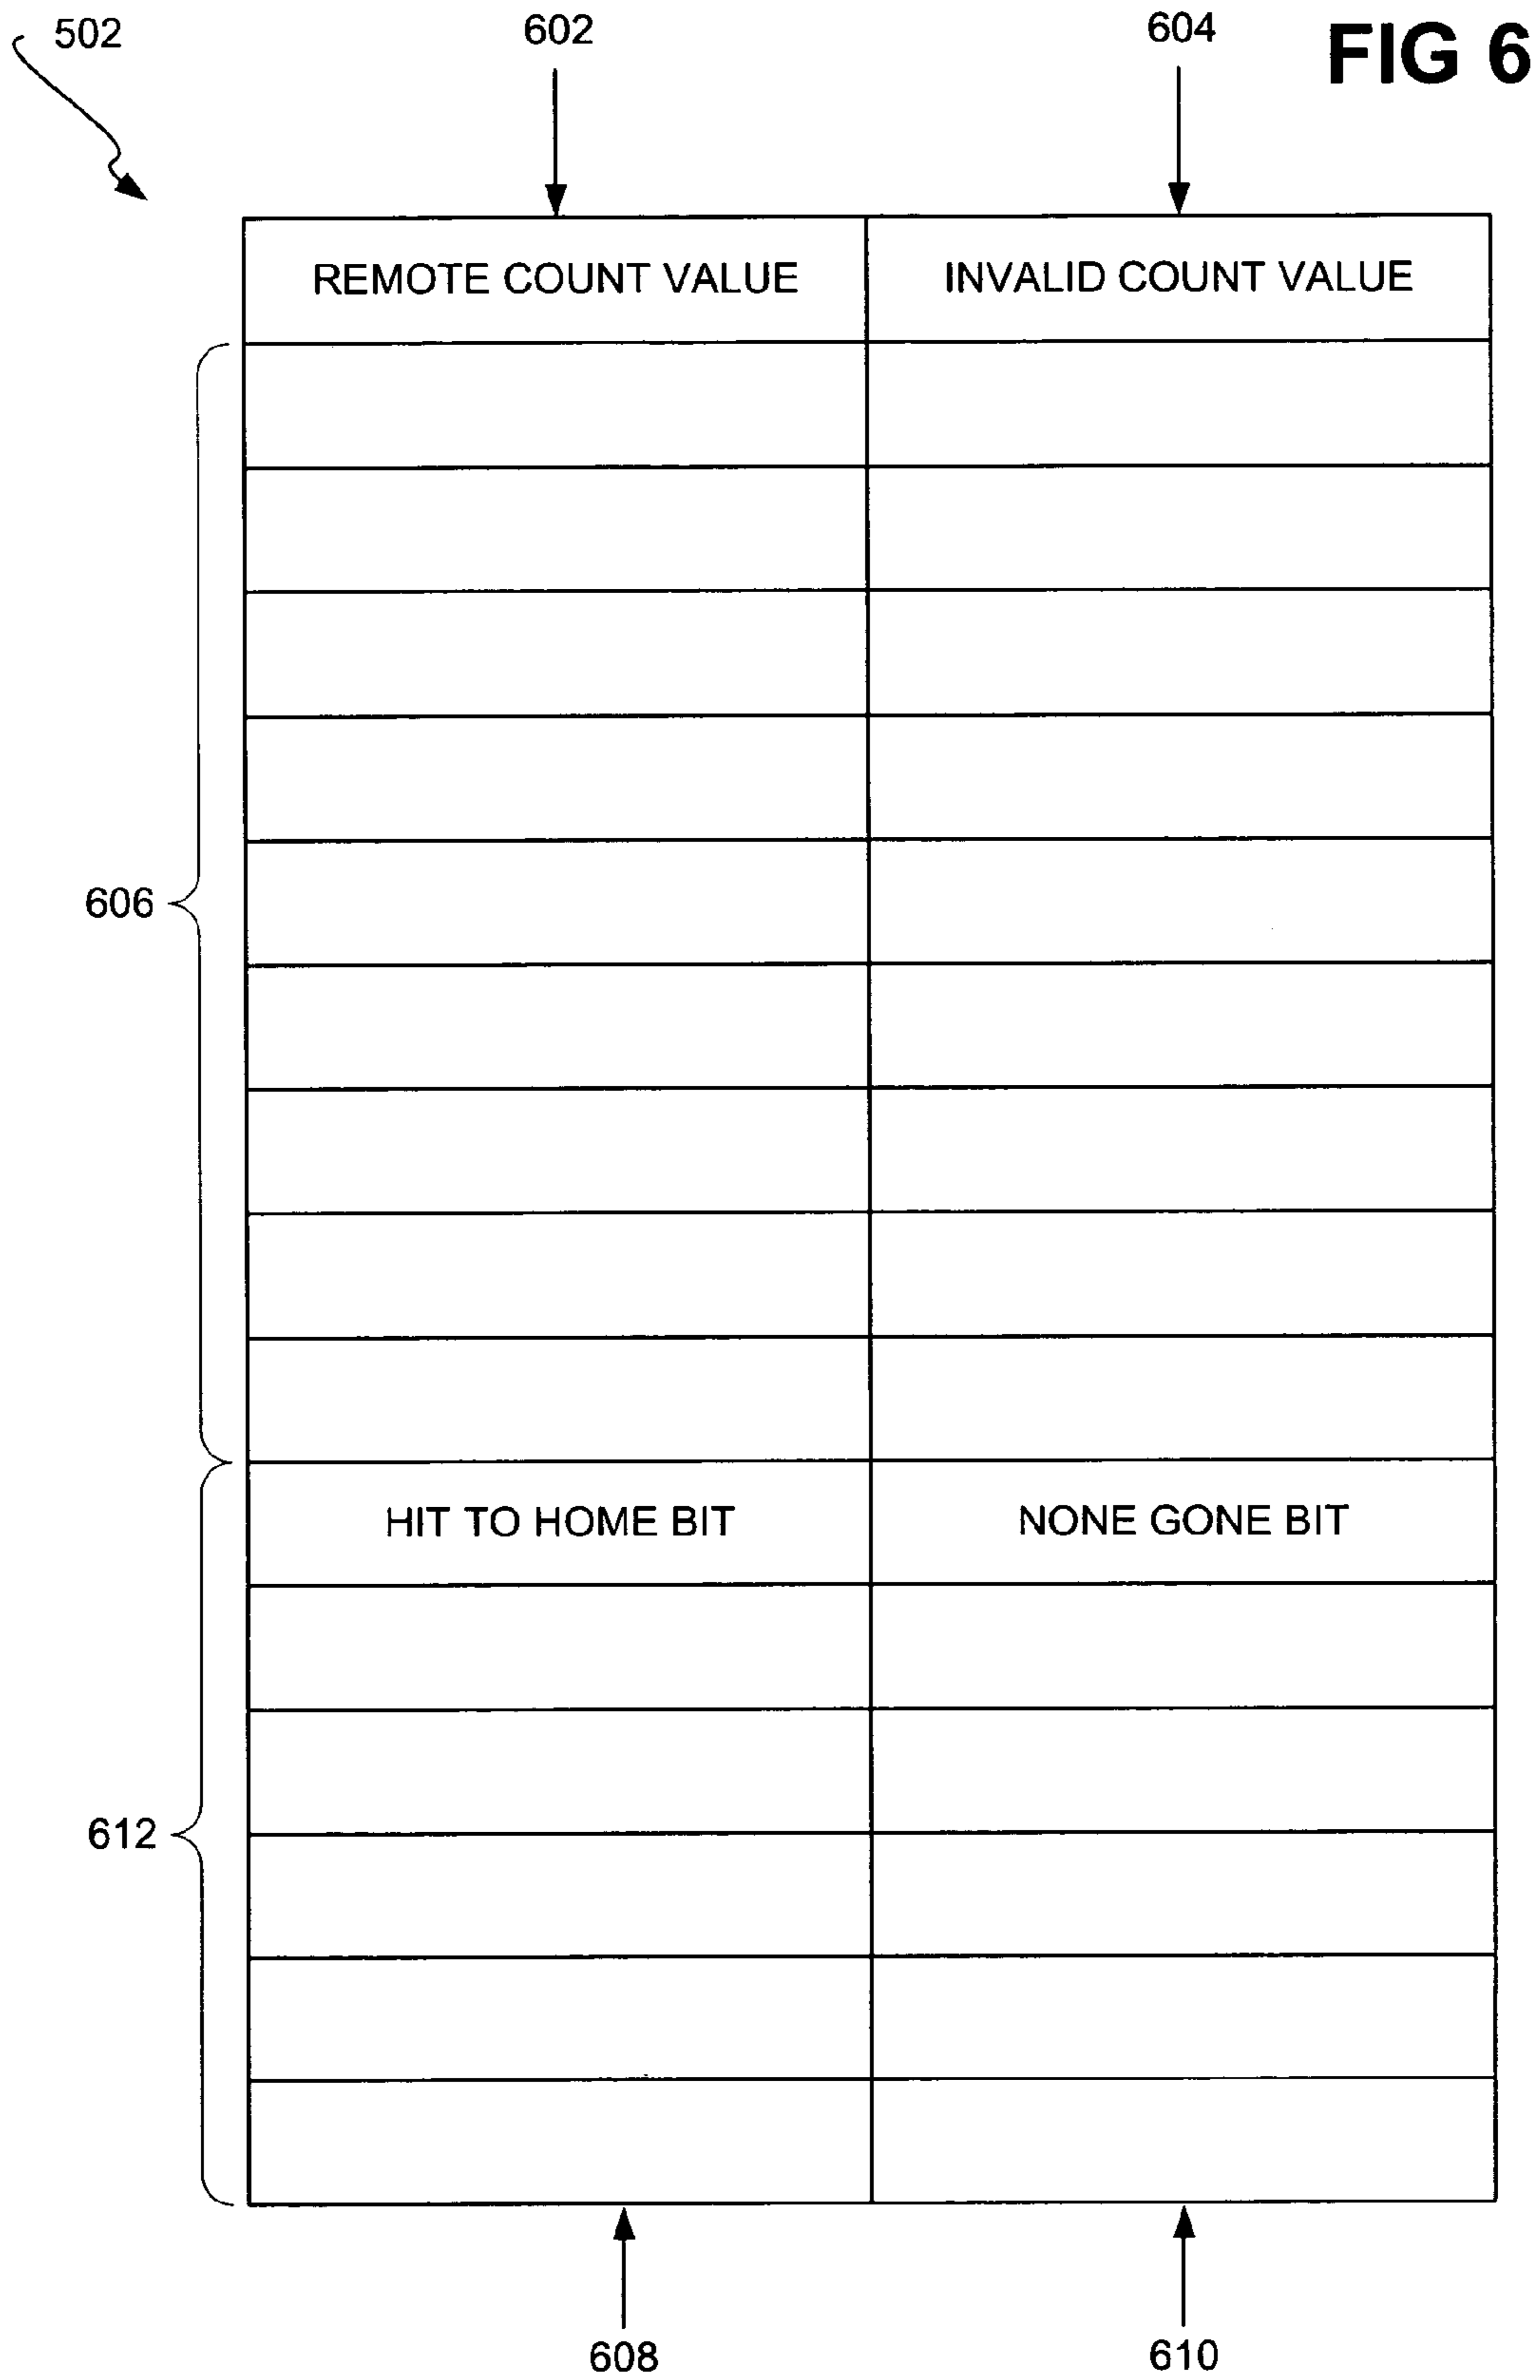 502
602
604
FIG 6
REMOTE COUNT VALUE
INVALID COUNT VALUE
606
HIT TO HOME BIT
NONE GONE BIT
612
608
610